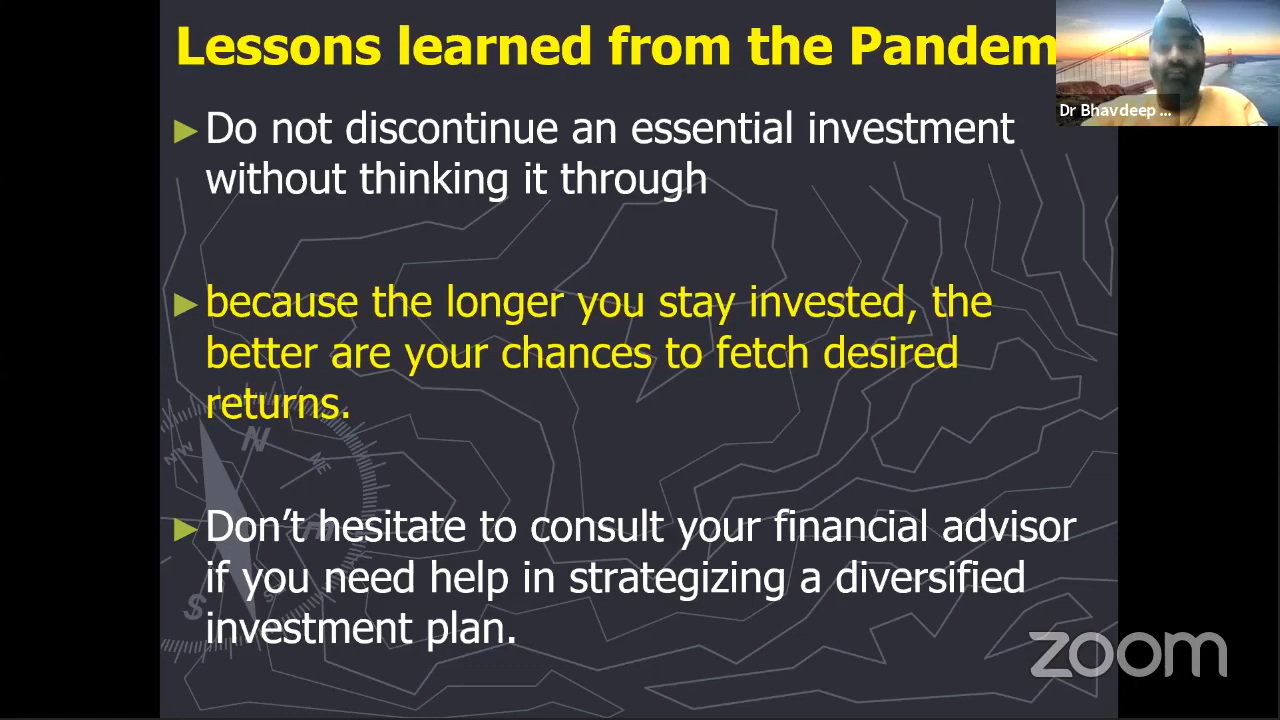 Lessons learned from the Pandem
Dr Bhavdeep ...
► Do not discontinue an essential investment
without thinking it through
► because the longer you stay invested, the
better are your chances to fetch desired
returns.
► Don’t hesitate to consult your financial advisor
if you need help in strategizing a diversified
investment plan.
N
NW
NE
S
zoom